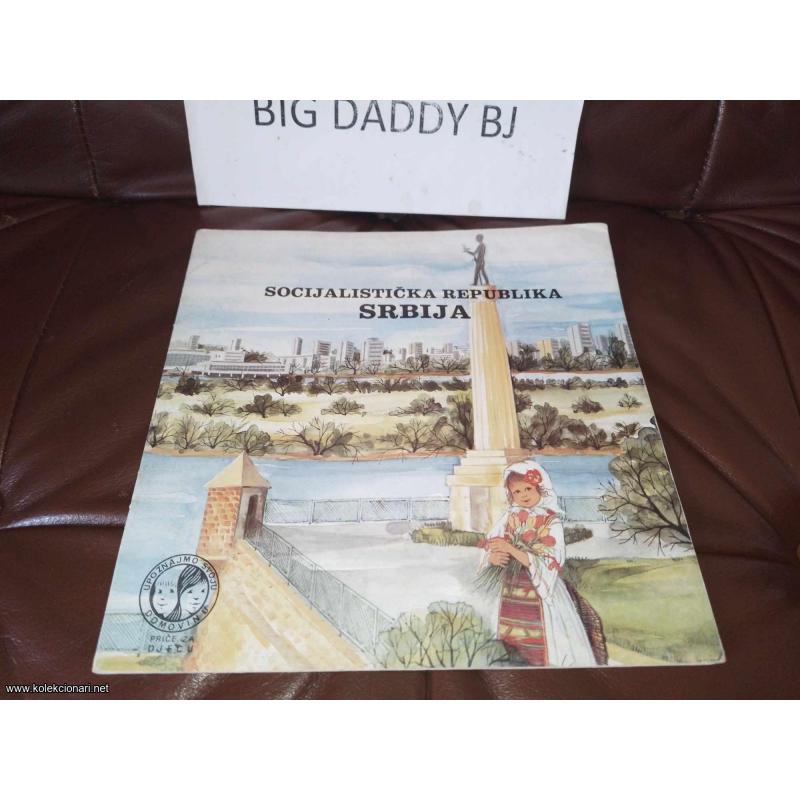 BIG DADDY BJ
SOCIJALISTIČKA REPUBLIKA
SRBIJA
UPOZNAJMO SVOJU
DOMOVINU
PRIČE ZA
DJECU
www.kolekcionari.net